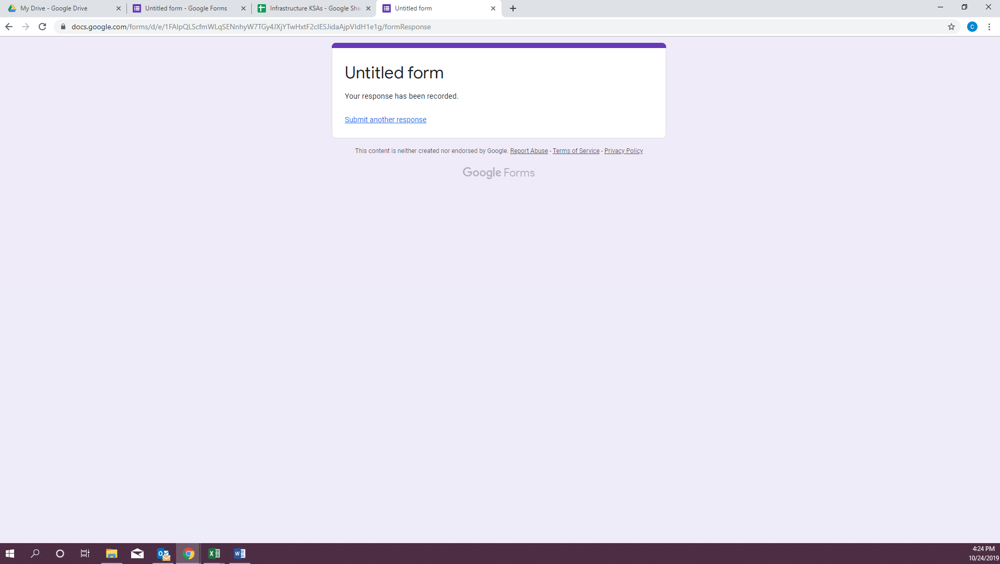 My Drive - Google Drive
Untitled form - Google Forms
Infrastructure KSAs - Google She
Untitled form
docs.google.com/forms/d/e/1FAIpQLScfmWLqSENnhyW7TGy4JXjYTwHxtF2clESJidaAjpVIdH1e1g/formResponse
C
Untitled form
Your response has been recorded.
Submit another response
This content is neither created nor endorsed by Google. Report Abuse - Terms of Service - Privacy Policy
Google Forms
4:24 PM
10/24/2019